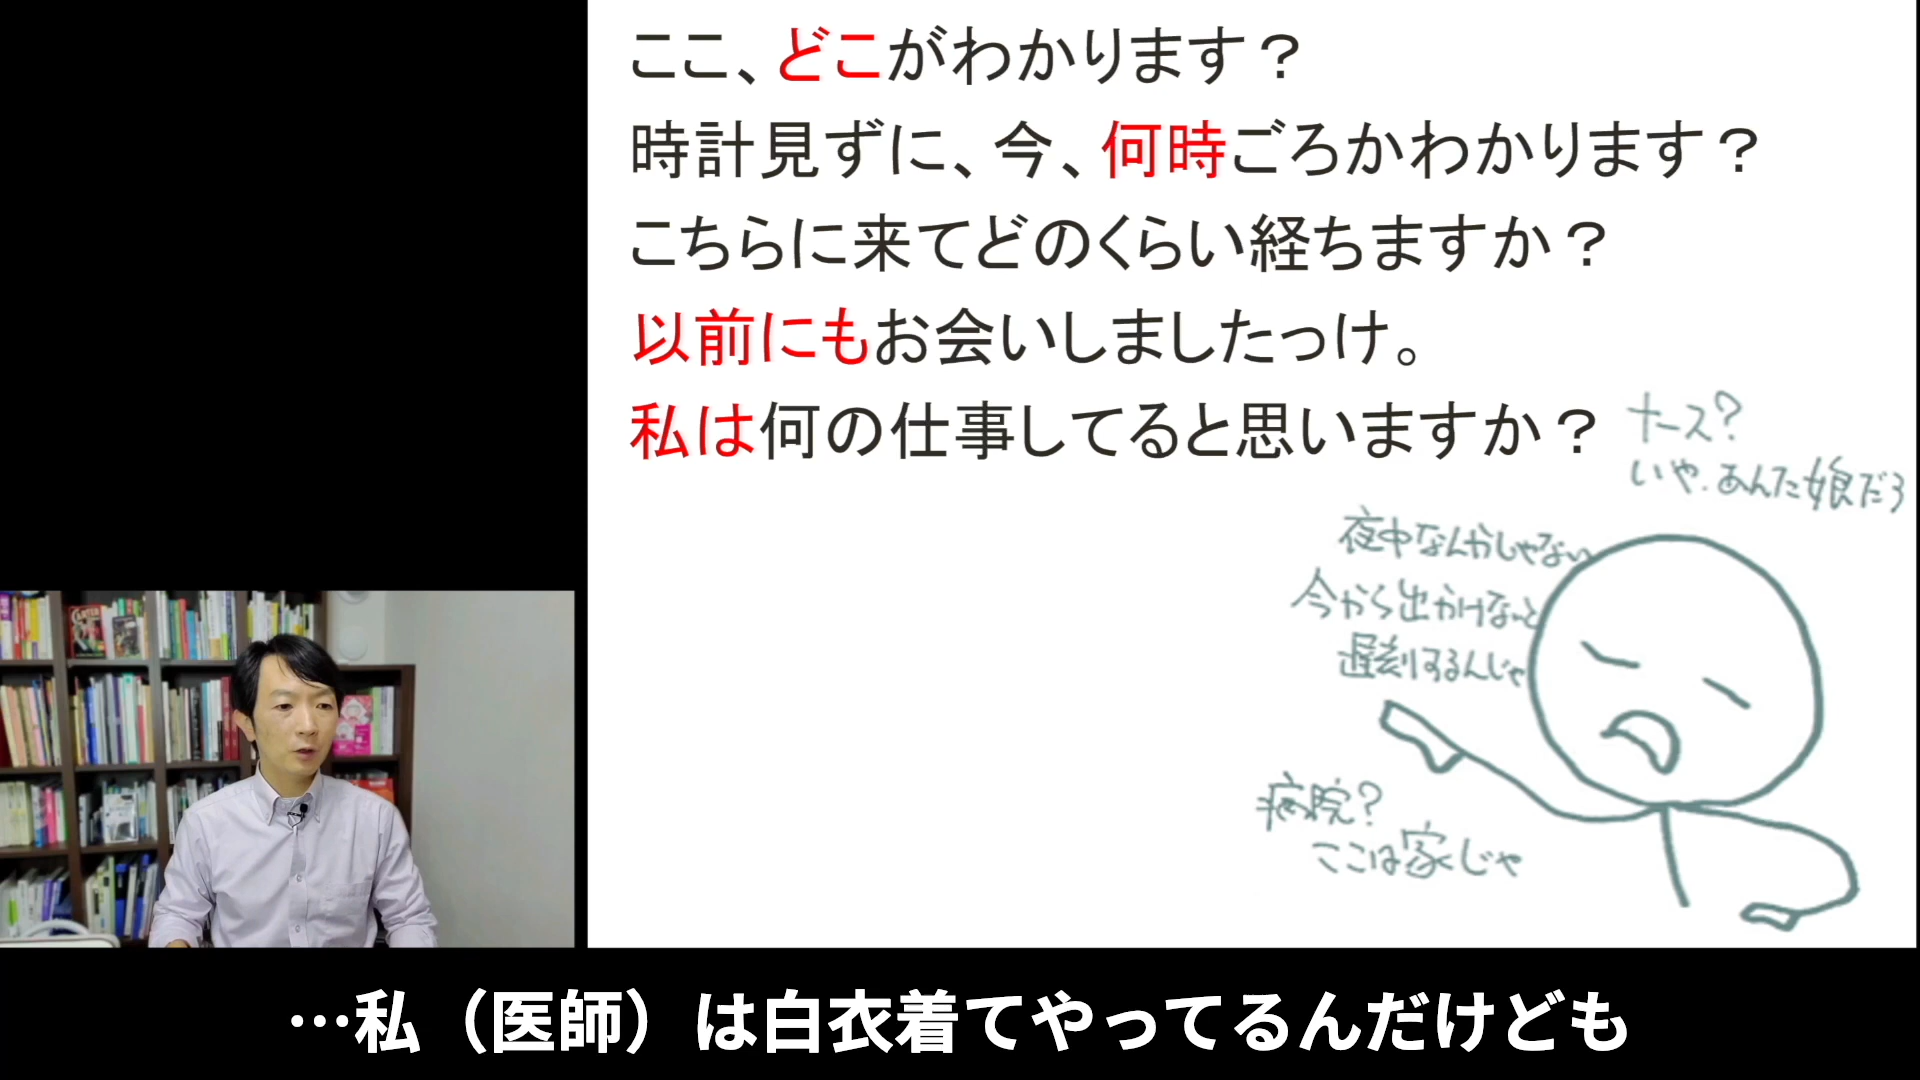 ここ、どこがわかります？
時計見ずに、今、何時ごろかわかります？
こちらに来てどのくらい経ちますか？
以前にもお会いしましたっけ。
私は何の仕事してると思いますか？
ナース？
いや、あんた娘だろ
夜中なんかじゃない
今から出かけないと
遅刻するんじゃ
病院？
ここは家じゃ
CARTER
…私（医師）は白衣着てやってるんだけども